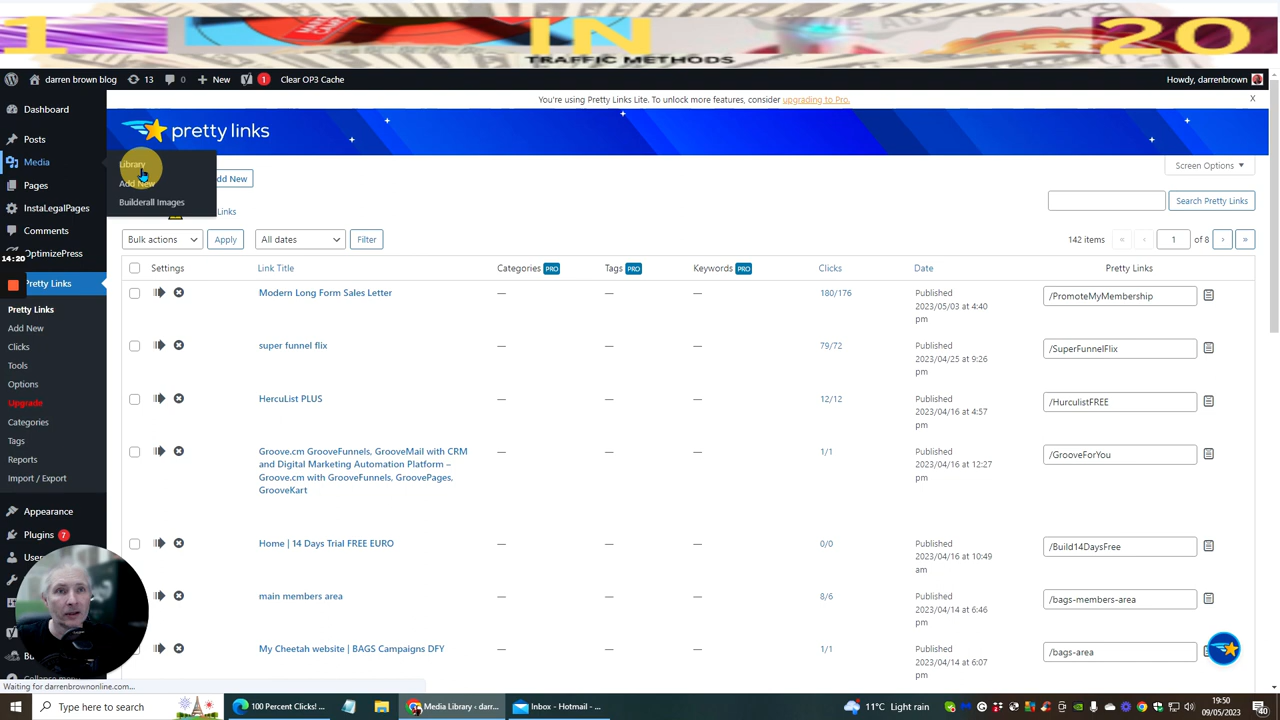 1 IN 20
TRAFFIC METHODS
darren brown blog 13 0 New 1 Clear OP3 Cache Howdy, darrenbrown
You're using Pretty Links Lite. To unlock more features, consider upgrading to Pro. X
Dashboard
pretty links
Posts
Media
Library
Screen Options
Add New
dd New
Pages
Builderall Images
Search Pretty Links
InstaLegalPages
Links
Comments
Bulk actions Apply All dates Filter 142 items « ‹ 1 of 8 › »
OptimizePress
14:20
Settings Link Title Categories PRO Tags PRO Keywords PRO Clicks Date Pretty Links
Pretty Links
Modern Long Form Sales Letter — — — 180/176 Published /PromoteMyMembership
2023/05/03 at 4:40
pm
Pretty Links
Add New
Clicks
super funnel flix — — — 79/72 Published /SuperFunnelFlix
2023/04/25 at 9:26
pm
Tools
Options
Upgrade
HercuList PLUS — — — 12/12 Published /HurculistFREE
2023/04/16 at 4:57
pm
Categories
Tags
Reports
Import / Export
Groove.cm GrooveFunnels, GrooveMail with CRM — — — 1/1 Published /GrooveForYou
and Digital Marketing Automation Platform – 2023/04/16 at 12:27
Groove.cm with GrooveFunnels, GroovePages, pm
GrooveKart
Appearance
Plugins 7
Home | 14 Days Trial FREE EURO — — — 0/0 Published /Build14DaysFree
2023/04/16 at 10:49
am
Use
main members area — — — 8/6 Published /bags-members-area
2023/04/14 at 6:46
pm
My Cheetah website | BAGS Campaigns DFY — — — 1/1 Published /bags-area
2023/04/14 at 6:07
pm
Bu
Collapse menu
Waiting for darrenbrownonline.com...
Type here to search 100 Percent Clicks! ... Media Library ‹ darr... Inbox - Hotmail - ... 11°C Light rain 19:50
09/05/2023